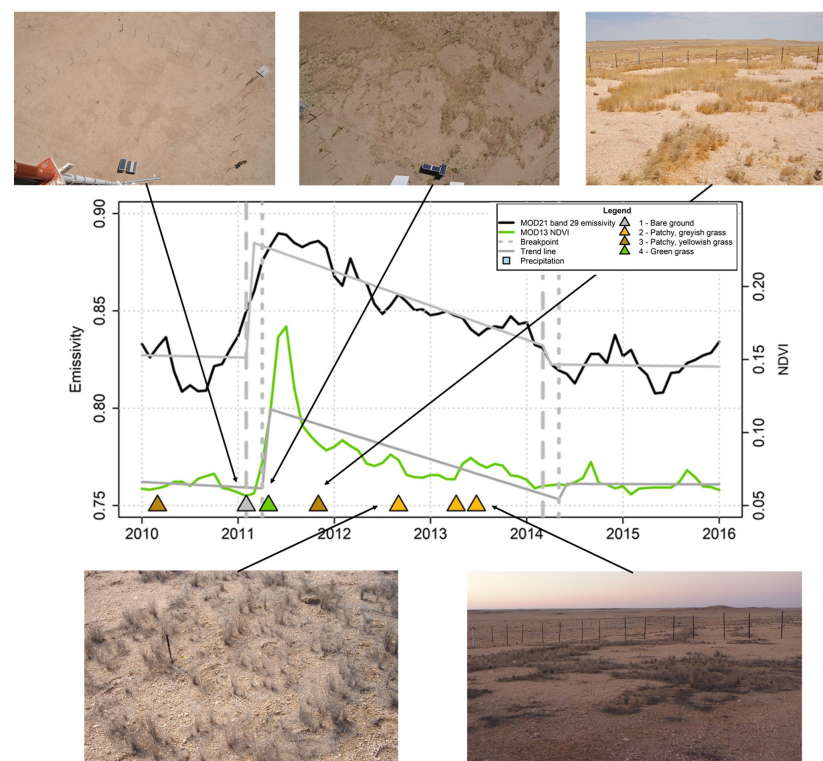 0.90
0.85
0.80
0.75
Emissivity
Legend
MOD21 band 29 emissivity
MOD13 NDVI
Breakpoint
Trend line
Precipitation
1 - Bare ground
2 - Patchy, greyish grass
3 - Patchy, yellowish grass
4 - Green grass
0.20
0.15
0.10
0.05
NDVI
2010 2011 2012 2013 2014 2015 2016